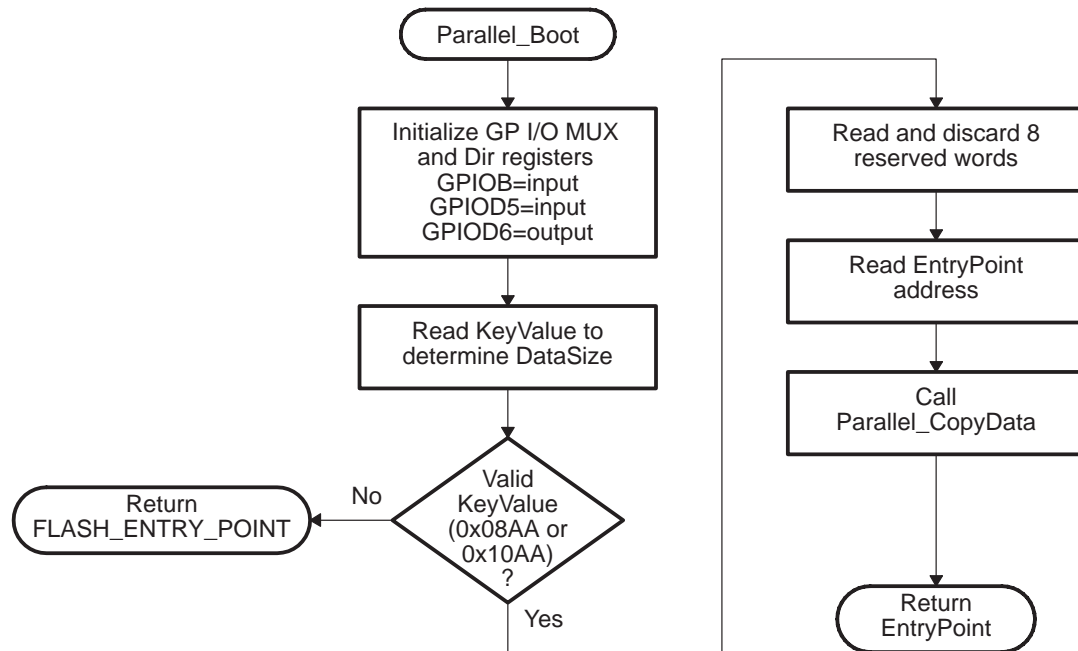 Parallel_Boot
Initialize GP I/O MUX
and Dir registers
GPIOB=input
GPIOD5=input
GPIOD6=output
Read KeyValue to
determine DataSize
Valid
KeyValue
(0x08AA or
0x10AA)
?
No
Return
FLASH_ENTRY_POINT
Yes
Read and discard 8
reserved words
Read EntryPoint
address
Call
Parallel_CopyData
Return
EntryPoint